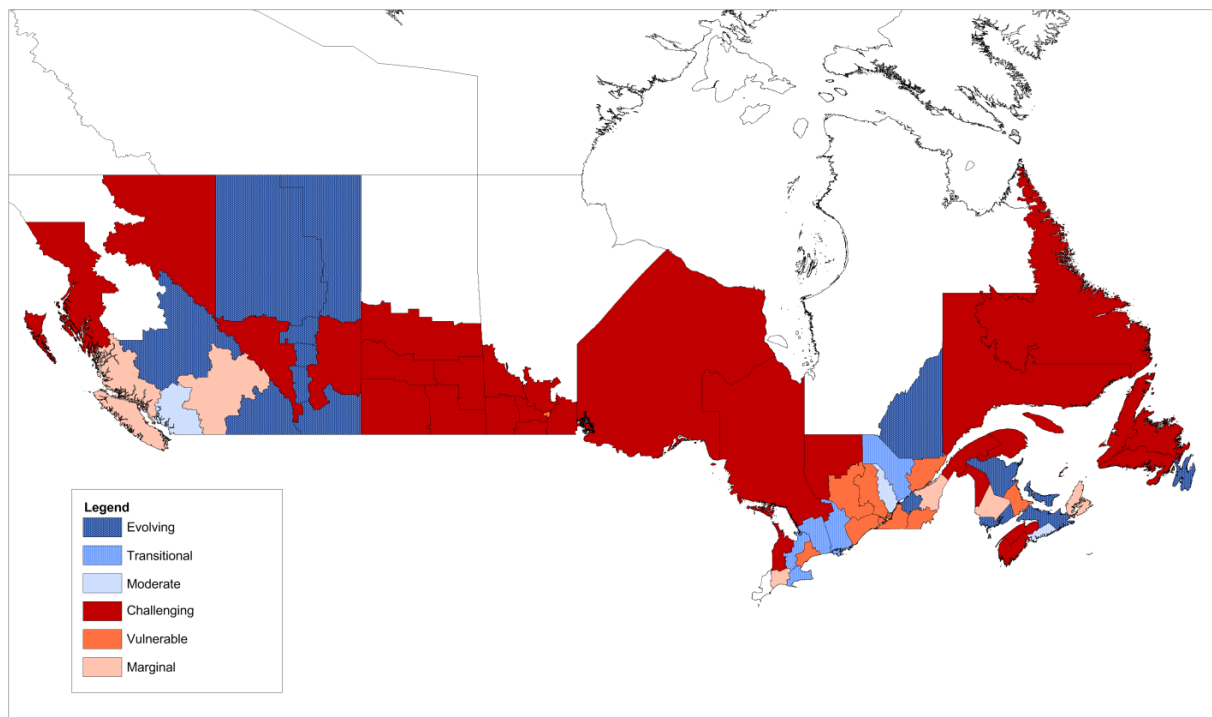 Legend
Evolving
Transitional
Moderate
Challenging
Vulnerable
Marginal